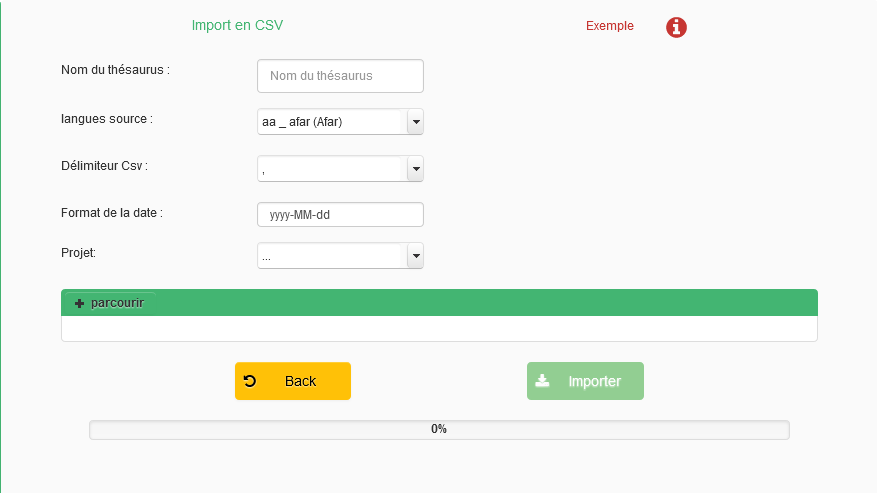 Import en CSV Exemple
Nom du thésaurus : Nom du thésaurus
langues source : aa _ afar (Afar)
Délimiteur Csv : ,
Format de la date : yyyy-MM-dd
Projet: ...
parcourir
Back Importer
0%